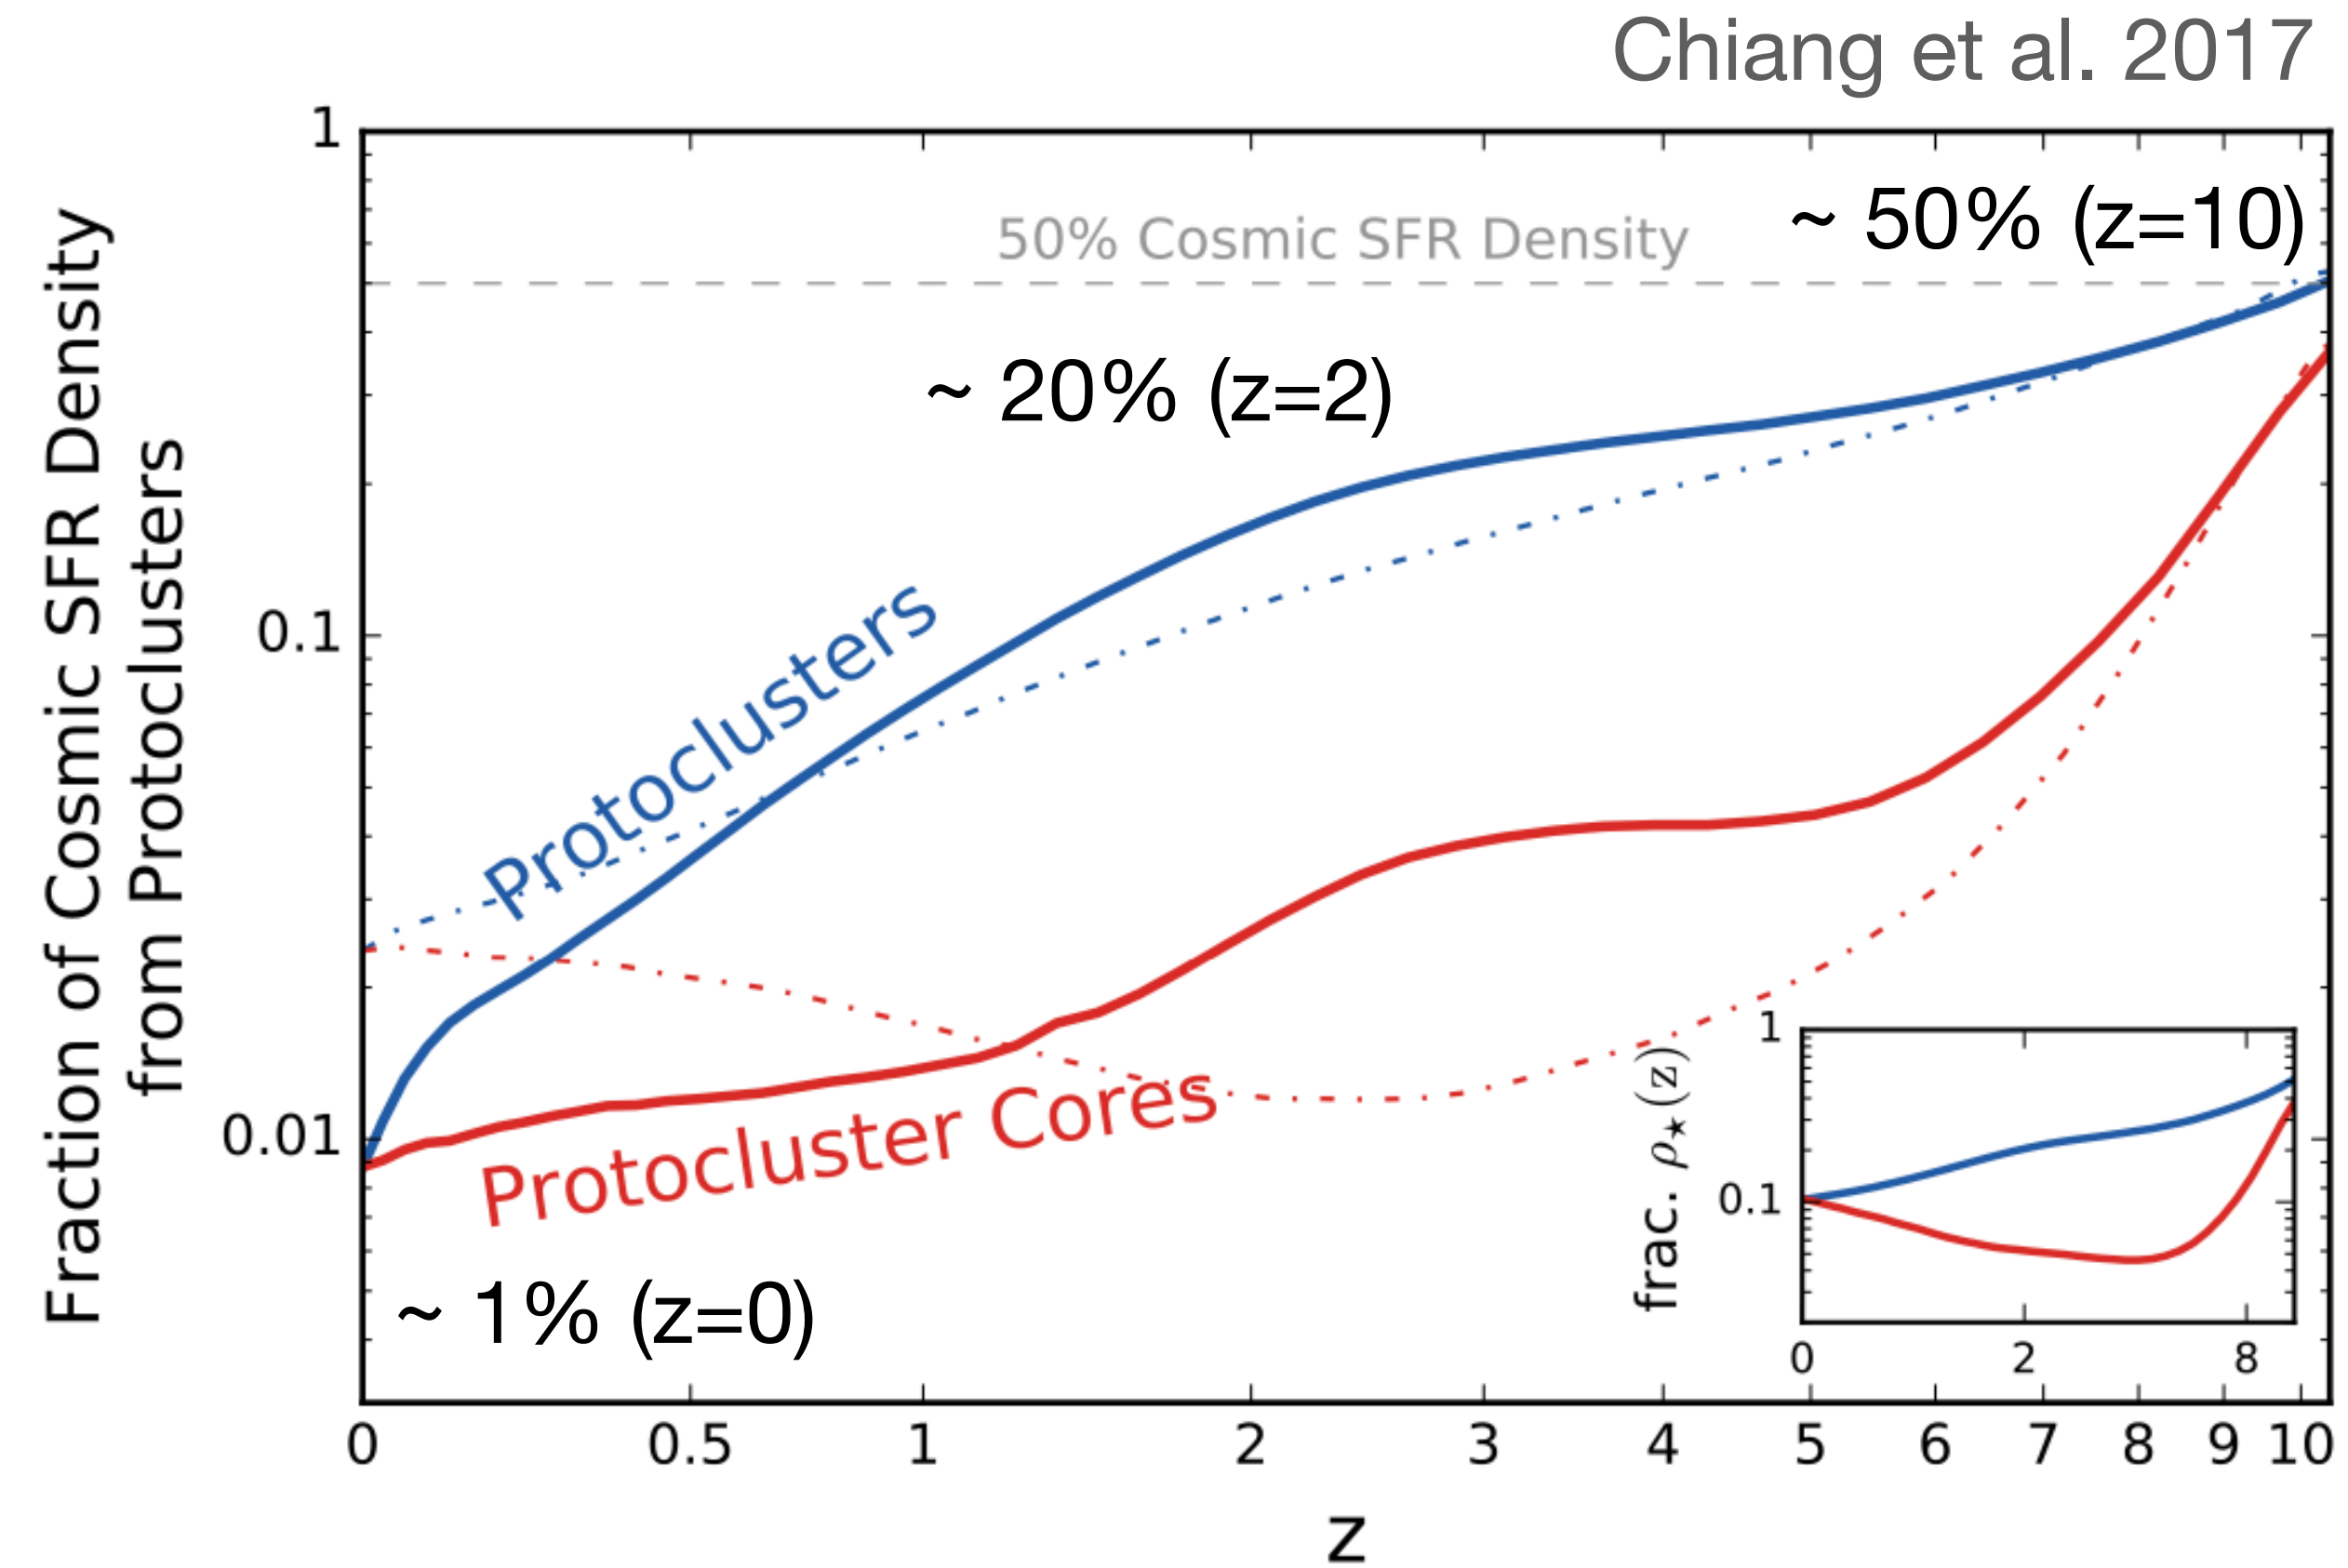 Chiang et al. 2017
Fraction of Cosmic SFR Density
from Protoclusters
1
0.1
0.01
50% Cosmic SFR Density
~ 50% (z=10)
~ 20% (z=2)
Protoclusters
Protocluster Cores
~ 1% (z=0)
frac. ρ★(z)
1
0.1
0 2 8
0 0.5 1 2 3 4 5 6 7 8 9 10
z